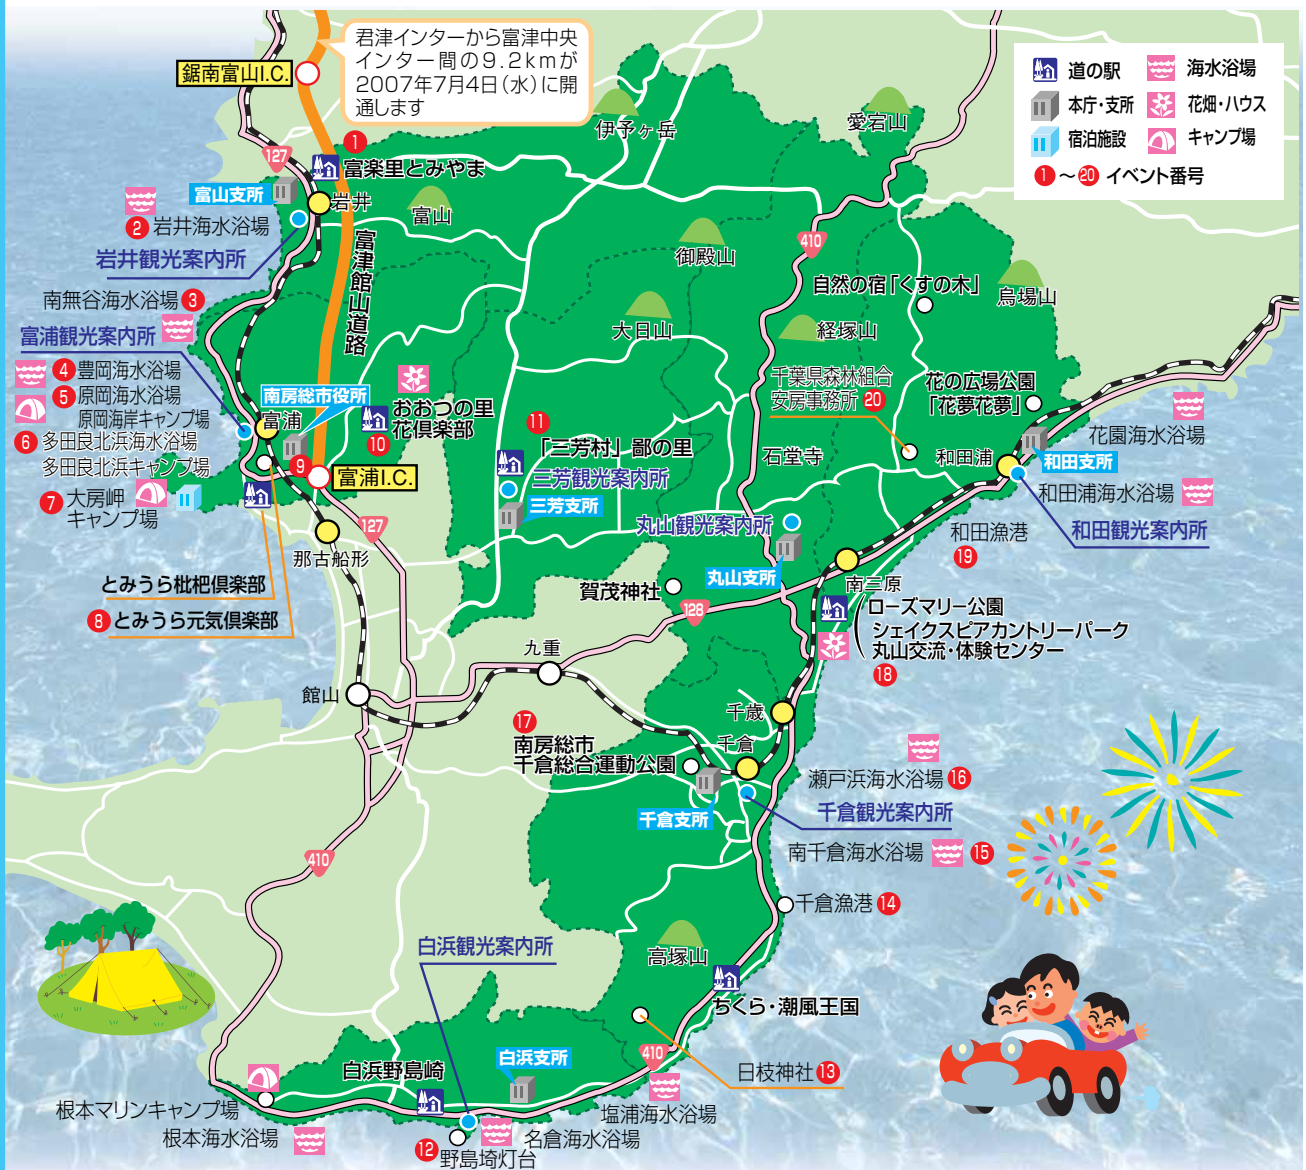 君津インターから富津中央
インター間の9.2kmが
2007年7月4日(水)に開
通します
鋸南富山I.C.
道の駅
海水浴場
本庁・支所
花畑・ハウス
宿泊施設
キャンプ場
1～20 イベント番号
伊予ヶ岳
愛宕山
127
1
富楽里とみやま
富山支所
岩井
富山
2 岩井海水浴場
岩井観光案内所
富津館山道路
御殿山
410
自然の宿「くすの木」
烏場山
南無谷海水浴場 3
富浦観光案内所
大日山
経塚山
4 豊岡海水浴場
5 原岡海水浴場
原岡海岸キャンプ場
南房総市役所
富浦
おおつの里
花倶楽部
10
千葉県森林組合
安房事務所 20
花の広場公園
「花夢花夢」
11
「三芳村」鄙の里
三芳観光案内所
三芳支所
石堂寺
和田浦
花園海水浴場
和田支所
和田浦海水浴場
和田観光案内所
6 多田良北浜海水浴場
多田良北浜キャンプ場
9
富浦I.C.
7 大房岬
キャンプ場
127
那古船形
丸山観光案内所
丸山支所
和田漁港
19
南三原
とみうら枇杷倶楽部
8 とみうら元気倶楽部
賀茂神社
128
ローズマリー公園
シェイクスピアカントリーパーク
丸山交流・体験センター
18
九重
館山
17
南房総市
千倉総合運動公園
千歳
千倉
千倉支所
瀬戸浜海水浴場 16
千倉観光案内所
南千倉海水浴場 15
410
千倉漁港 14
高塚山
白浜観光案内所
ちくら・潮風王国
410
日枝神社 13
白浜支所
白浜野島崎
塩浦海水浴場
根本マリンキャンプ場
根本海水浴場
名倉海水浴場
12
野島埼灯台